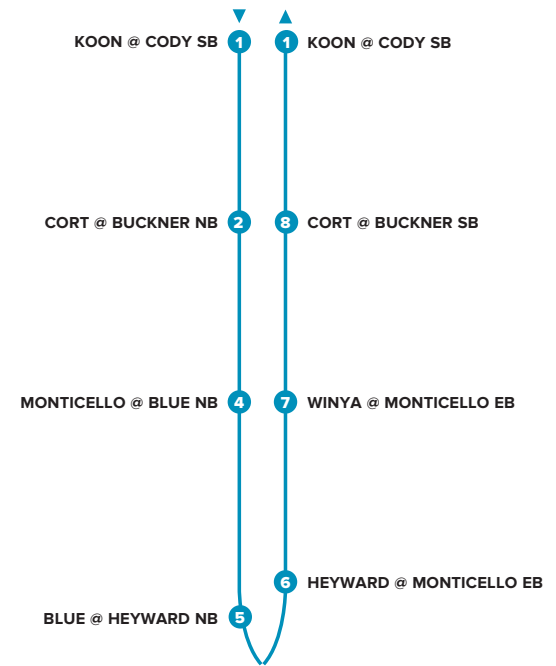 KOON @ CODY SB 1
1 KOON @ CODY SB
CORT @ BUCKNER NB 2
8 CORT @ BUCKNER SB
MONTICELLO @ BLUE NB 4
7 WINYA @ MONTICELLO EB
6 HEYWARD @ MONTICELLO EB
BLUE @ HEYWARD NB 5